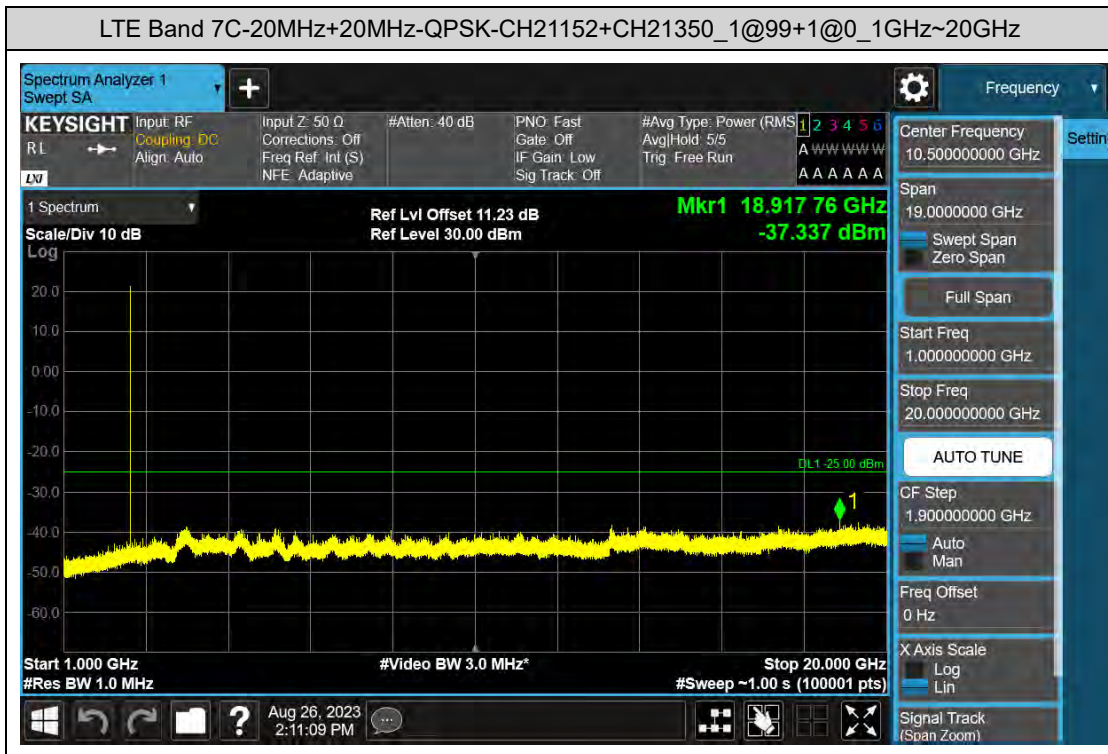 LTE Band 7C-20MHz+20MHz-QPSK-CH21152+CH21350_1@99+1@0_1GHz~20GHz
Spectrum Analyzer 1
Swept SA
+
Frequency
KEYSIGHT
RL
LXI
Input: RF
Coupling: DC
Align: Auto
Input Z: 50 Ω
Corrections: Off
Freq Ref: Int (S)
NFE: Adaptive
#Atten: 40 dB
PNO: Fast
Gate: Off
IF Gain: Low
Sig Track: Off
#Avg Type: Power (RMS
Avg|Hold: 5/5
Trig: Free Run
1 2 3 4 5 6
A W W W W W
A A A A A A
Settin
1 Spectrum
Scale/Div 10 dB
Ref Lvl Offset 11.23 dB
Ref Level 30.00 dBm
Mkr1 18.917 76 GHz
-37.337 dBm
Log
20.0
10.0
0.00
-10.0
-20.0
-30.0
-40.0
-50.0
-60.0
DL1 -25.00 dBm
1
Start 1.000 GHz
#Res BW 1.0 MHz
#Video BW 3.0 MHz*
Stop 20.000 GHz
#Sweep ~1.00 s (100001 pts)
Center Frequency
10.500000000 GHz
Span
19.0000000 GHz
Swept Span
Zero Span
Full Span
Start Freq
1.000000000 GHz
Stop Freq
20.000000000 GHz
AUTO TUNE
CF Step
1.900000000 GHz
Auto
Man
Freq Offset
0 Hz
X Axis Scale
Log
Lin
Signal Track
(Span Zoom)
?
Aug 26, 2023
2:11:09 PM